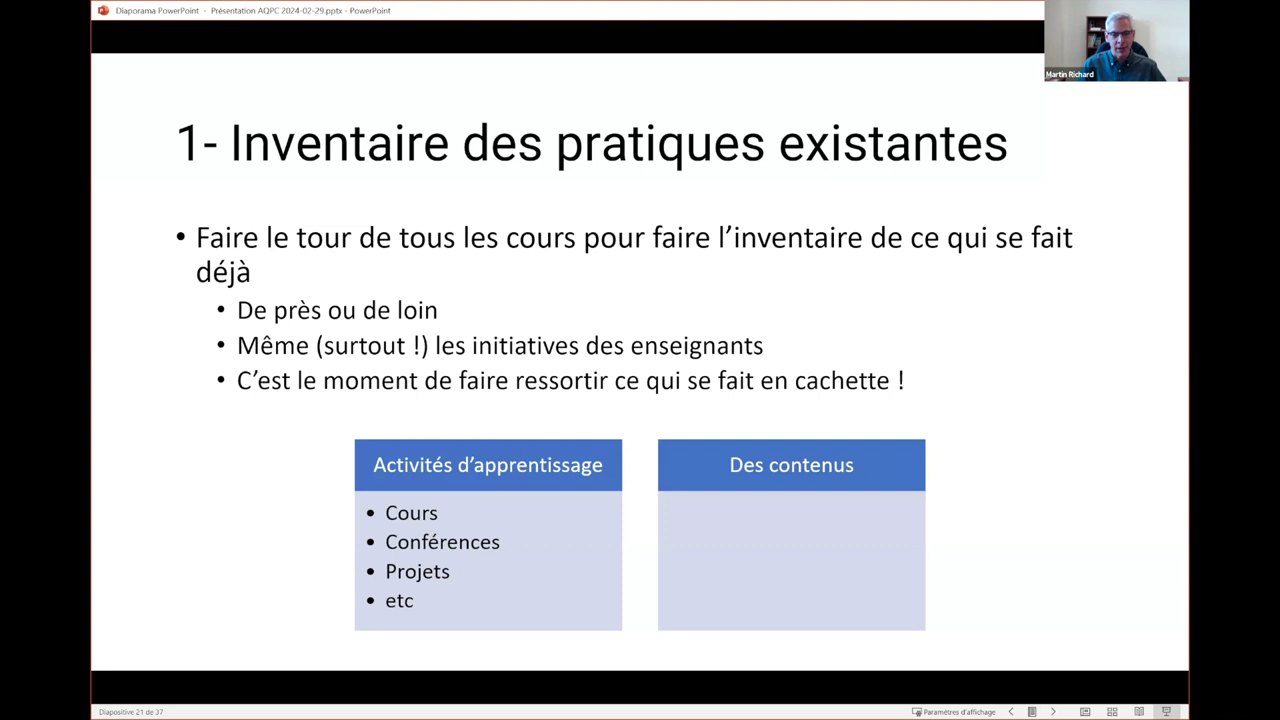 Diaporama PowerPoint - Présentation AQPC 2024-02-29.pptx - PowerPoint
Martin Richard
1- Inventaire des pratiques existantes
• Faire le tour de tous les cours pour faire l’inventaire de ce qui se fait
déjà
• De près ou de loin
• Même (surtout !) les initiatives des enseignants
• C’est le moment de faire ressortir ce qui se fait en cachette !
Activités d’apprentissage
• Cours
• Conférences
• Projets
• etc
Des contenus
Diapositive 21 de 37
Paramètres d'affichage